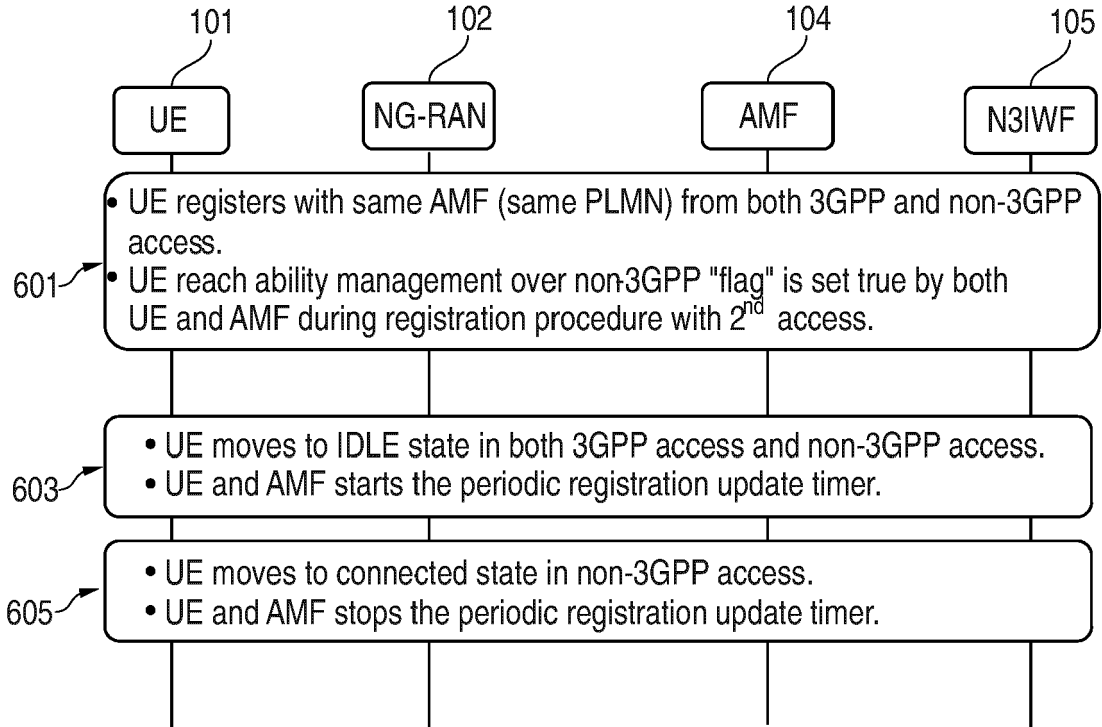 101
102
104
105
UE
NG-RAN
AMF
N3IWF
• UE registers with same AMF (same PLMN) from both 3GPP and non-3GPP
access.
601
• UE reach ability management over non-3GPP "flag" is set true by both
UE and AMF during registration procedure with 2nd access.
• UE moves to IDLE state in both 3GPP access and non-3GPP access.
603
• UE and AMF starts the periodic registration update timer.
• UE moves to connected state in non-3GPP access.
605
• UE and AMF stops the periodic registration update timer.